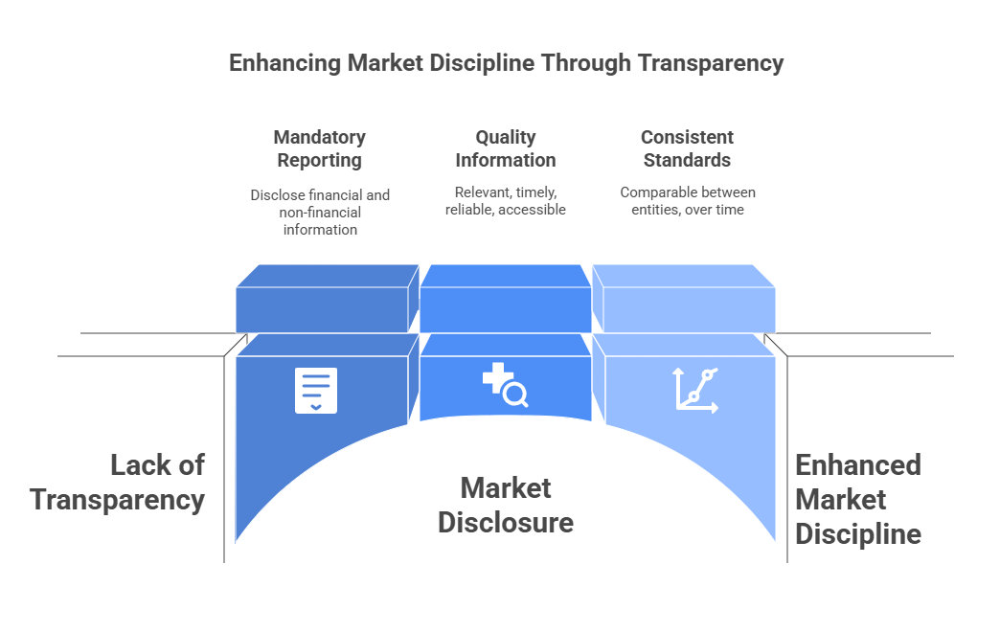 Enhancing Market Discipline Through Transparency
Mandatory
Reporting
Disclose financial and
non-financial
information
Quality
Information
Relevant, timely,
reliable, accessible
Consistent
Standards
Comparable between
entities, over time
Lack of
Transparency
Market
Disclosure
Enhanced
Market
Discipline